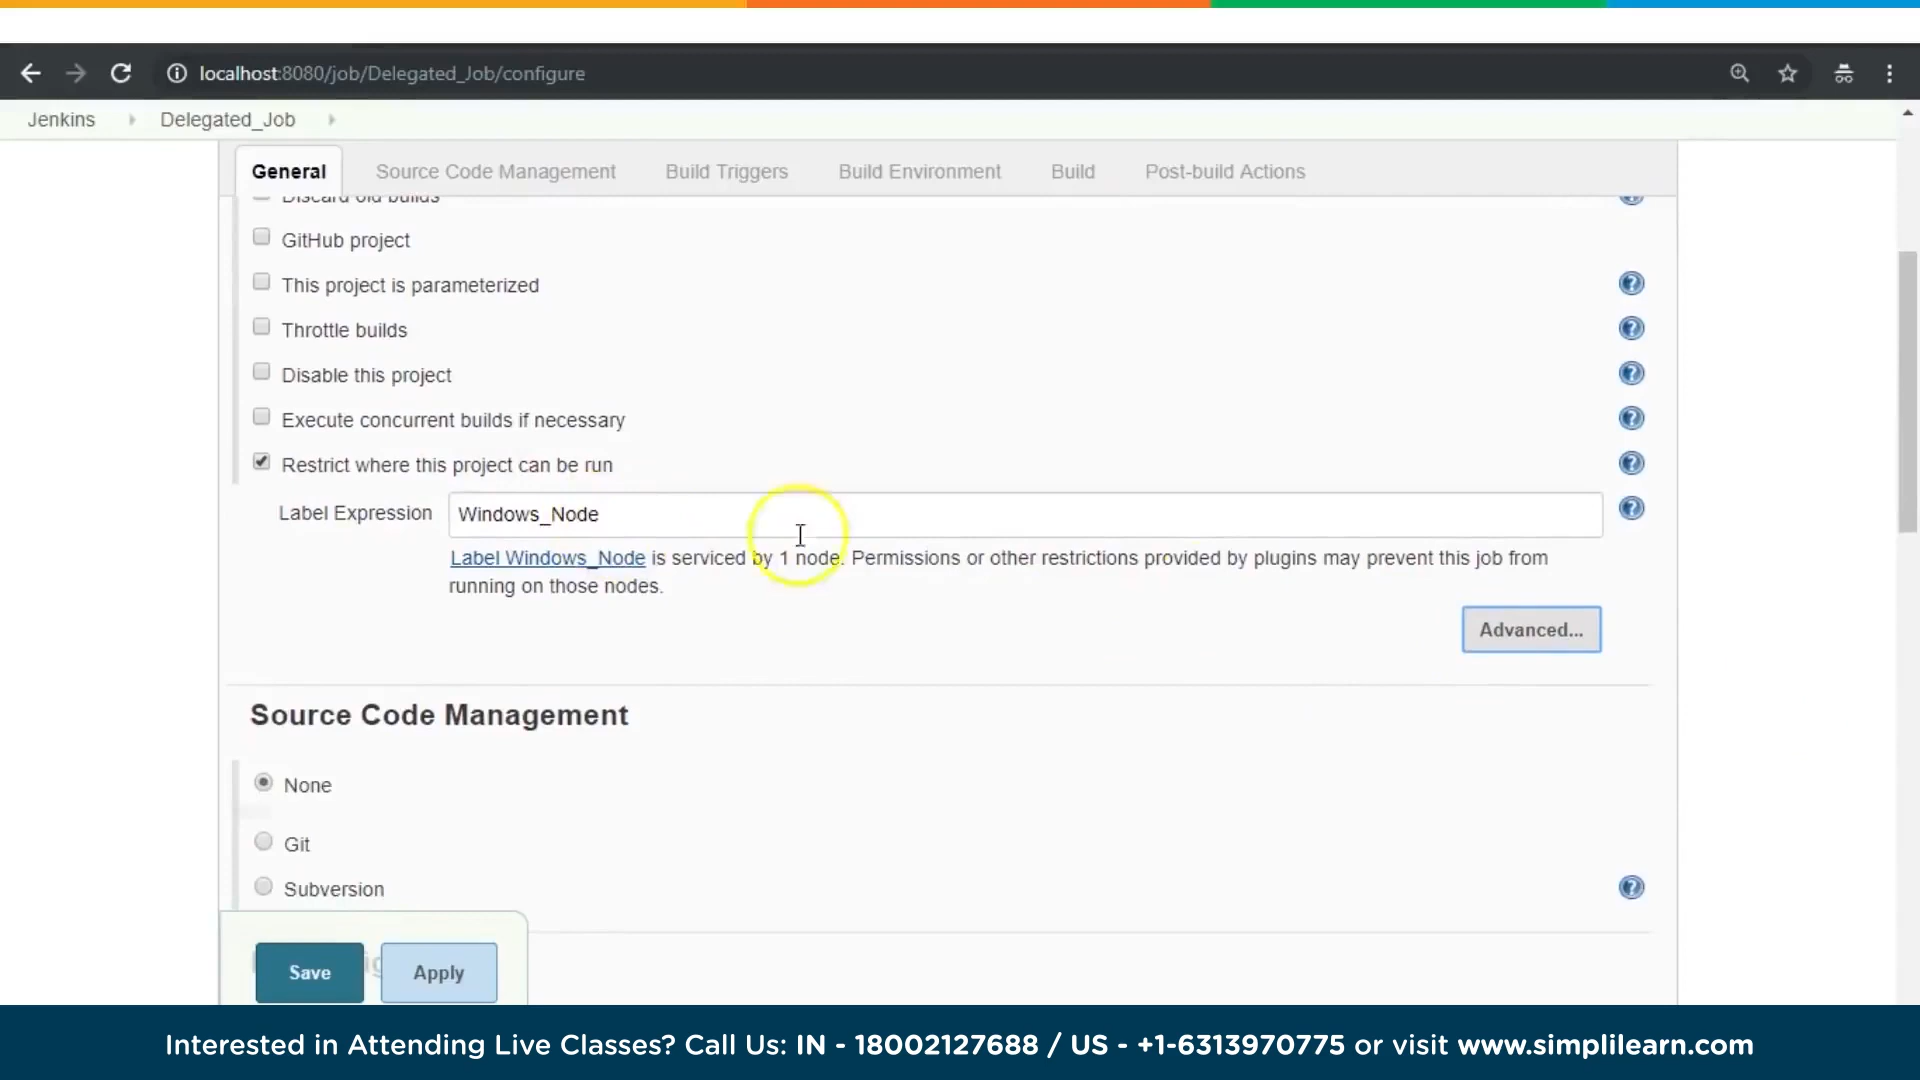 localhost:8080/job/Delegated_Job/configure
Jenkins Delegated_Job
General Source Code Management Build Triggers Build Environment Build Post-build Actions
Discard old builds
GitHub project
This project is parameterized
Throttle builds
Disable this project
Execute concurrent builds if necessary
Restrict where this project can be run
Label Expression Windows_Node
Label Windows_Node is serviced by 1 node. Permissions or other restrictions provided by plugins may prevent this job from
running on those nodes.
Advanced...
Source Code Management
None
Git
Subversion
Save Apply
Interested in Attending Live Classes? Call Us: IN - 18002127688 / US - +1-6313970775 or visit www.simplilearn.com